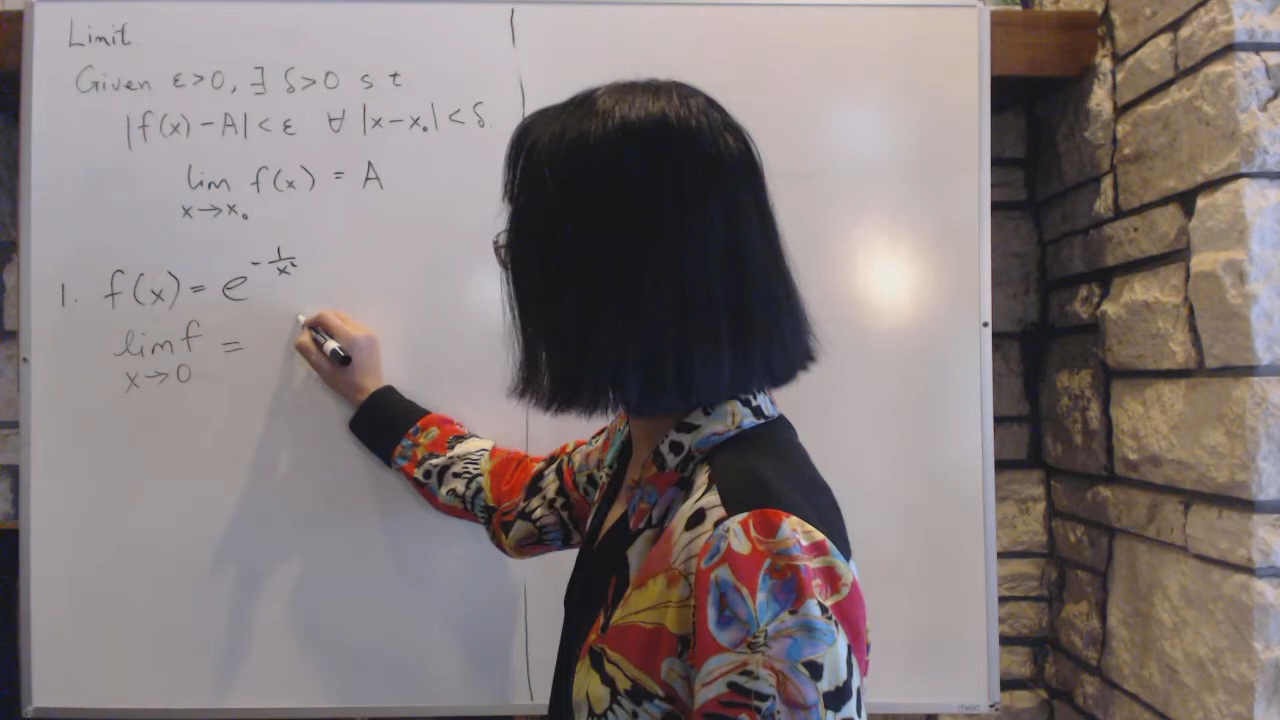 Limit
Given ε>0, ∃ δ>0 s.t.
|f(x)-A|<ε ∀ |x-x₀|<δ.
lim f(x) = A
x→x₀
1. f(x) = e^(-1/x²)
lim f =
x→0